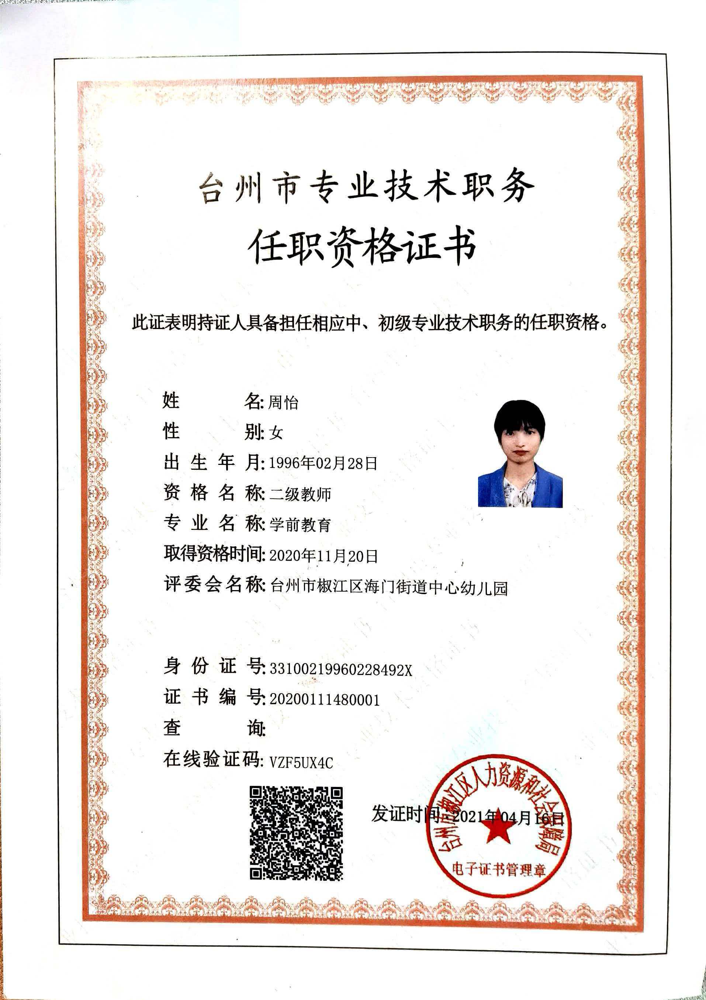 台州市专业技术职务
任职资格证书
此证表明持证人具备担任相应中、初级专业技术职务的任职资格。
姓名:周怡
性别:女
出生年月:1996年02月28日
资格名称:二级教师
专业名称:学前教育
取得资格时间:2020年11月20日
评委会名称:台州市椒江区海门街道中心幼儿园
身份证号:33100219960228492X
证书编号:20200111480001
查询:
在线验证码:VZF5UX4C
发证时间:2021年04月16日
台州市椒江区人力资源和社会保障局
电子证书管理章